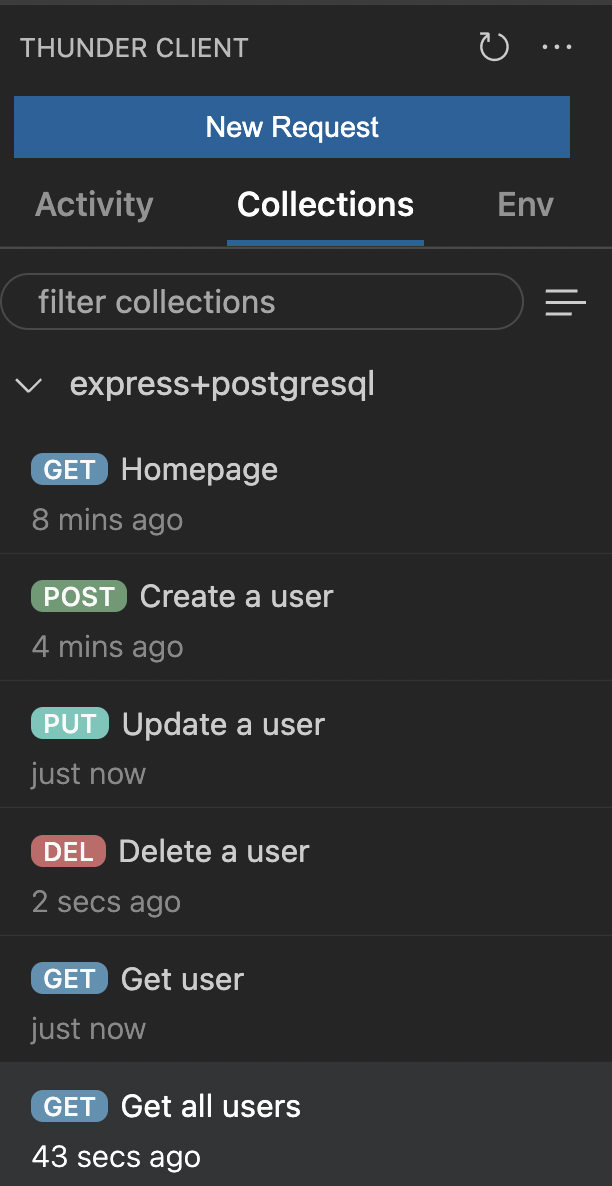 THUNDER CLIENT
New Request
Activity Collections Env
filter collections
express+postgresql
GET Homepage
8 mins ago
POST Create a user
4 mins ago
PUT Update a user
just now
DEL Delete a user
2 secs ago
GET Get user
just now
GET Get all users
43 secs ago